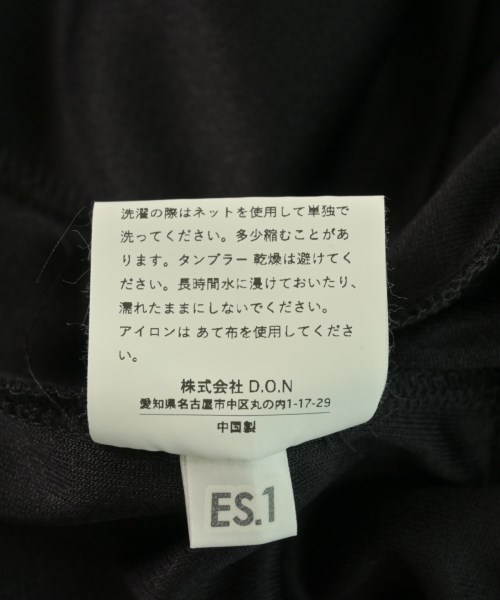 洗濯の際はネットを使用して単独で
洗ってください。多少縮むことがあ
ります。タンブラー 乾燥は避けてく
ださい。長時間水に浸けておいたり、
濡れたままにしないでください。
アイロンは あて布を使用してくださ
い。
株式会社 D.O.N
愛知県名古屋市中区丸の内1-17-29
中国製
ES.1